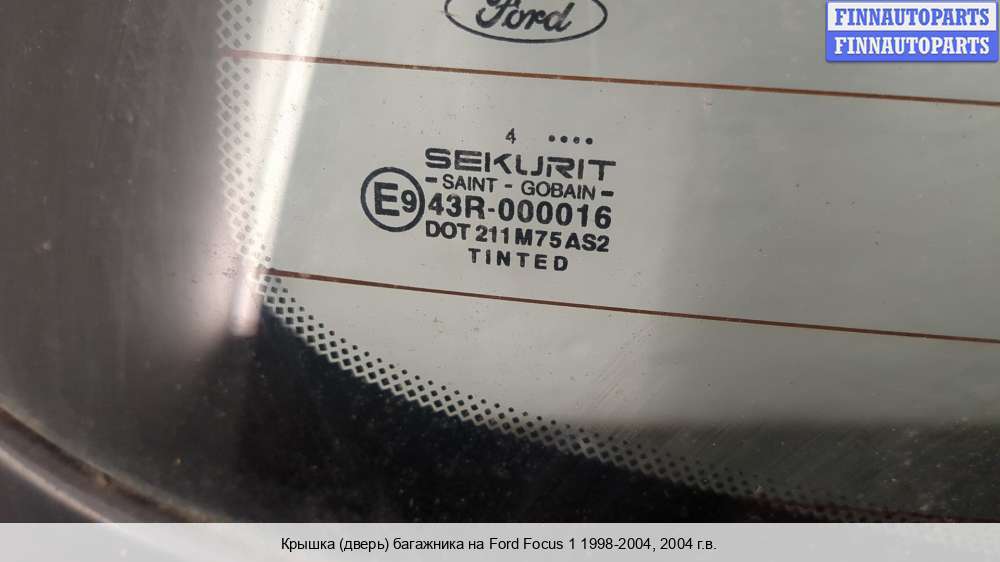 Ford
FINNAUTOPARTS
FINNAUTOPARTS
4 ••••
SEKURIT
- SAINT - GOBAIN -
E9 43R-000016
DOT 211 M75 AS2
TINTED
Крышка (дверь) багажника на Ford Focus 1 1998-2004, 2004 г.в.